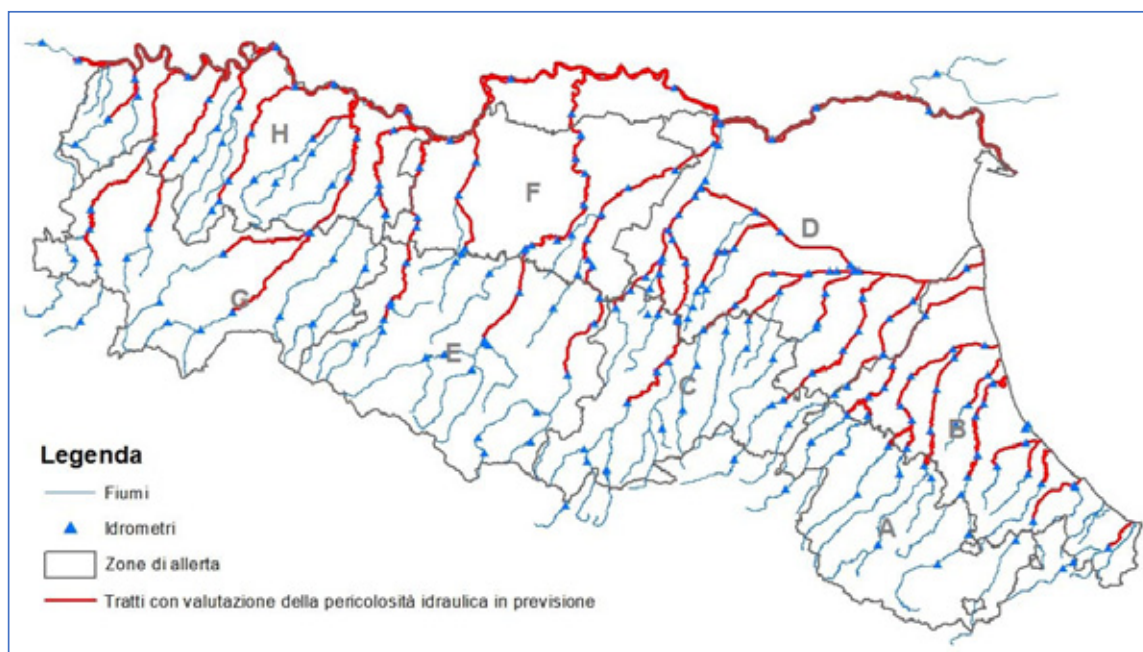 H
F
D
G
E
C
B
A
Legenda
Fiumi
Idrometri
Zone di allerta
Tratti con valutazione della pericolosità idraulica in previsione